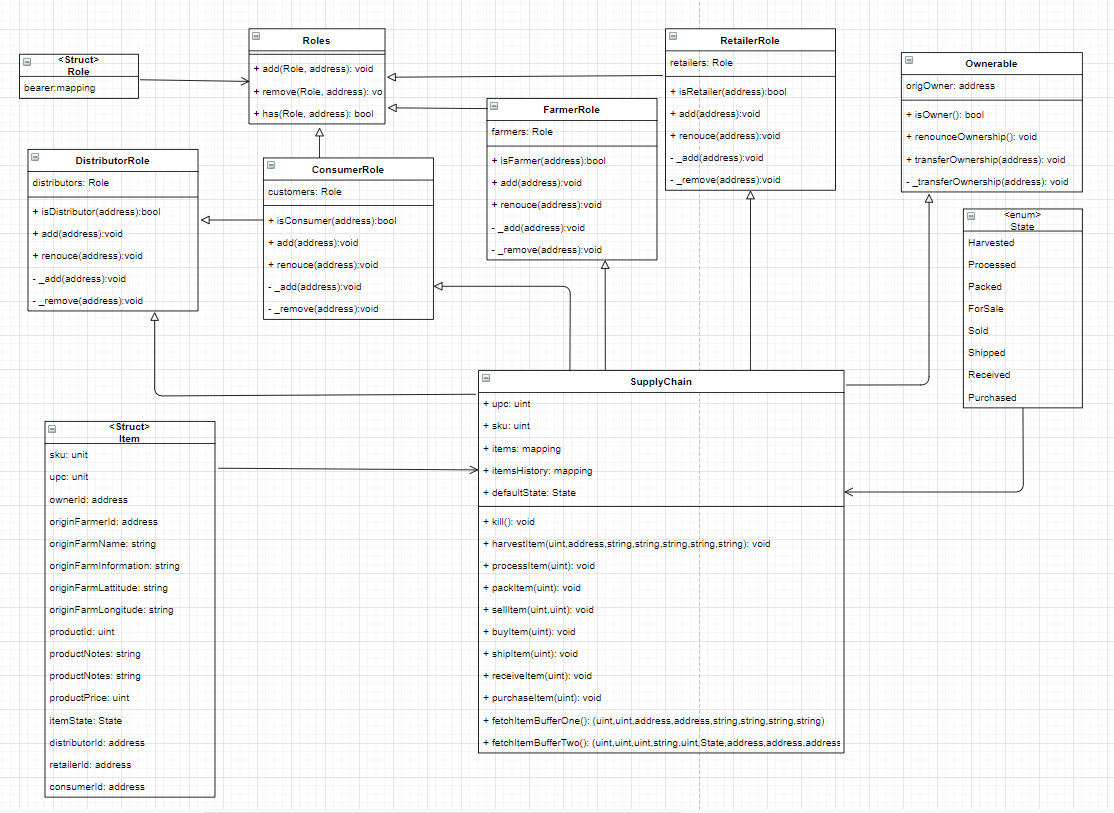 <Struct>
Role
bearer:mapping
Roles
+ add(Role, address): void
+ remove(Role, address): vo
+ has(Role, address): bool
RetailerRole
retailers: Role
+ isRetailer(address):bool
+ add(address):void
+ renouce(address):void
- _add(address):void
- _remove(address):void
Ownerable
origOwner: address
+ isOwner(): bool
+ renounceOwnership(): void
+ transferOwnership(address): void
- _transferOwnership(address): void
FarmerRole
farmers: Role
+ isFarmer(address):bool
+ add(address):void
+ renouce(address):void
- _add(address):void
- _remove(address):void
DistributorRole
distributors: Role
+ isDistributor(address):bool
+ add(address):void
+ renouce(address):void
- _add(address):void
- _remove(address):void
ConsumerRole
customers: Role
+ isConsumer(address):bool
+ add(address):void
+ renouce(address):void
- _add(address):void
- _remove(address):void
<enum>
State
Harvested
Processed
Packed
ForSale
Sold
Shipped
Received
Purchased
SupplyChain
+ upc: uint
+ sku: uint
+ items: mapping
+ itemsHistory: mapping
+ defaultState: State
+ kill(): void
+ harvestItem(uint,address,string,string,string,string,string): void
+ processItem(uint): void
+ packItem(uint): void
+ sellItem(uint,uint): void
+ buyItem(uint): void
+ shipItem(uint): void
+ receiveItem(uint): void
+ purchaseItem(uint): void
+ fetchItemBufferOne(): (uint,uint,address,address,string,string,string,string)
+ fetchItemBufferTwo(): (uint,uint,uint,string,uint,State,address,address,address
<Struct>
Item
sku: unit
upc: unit
ownerId: address
originFarmerId: address
originFarmName: string
originFarmInformation: string
originFarmLattitude: string
originFarmLongitude: string
productId: uint
productNotes: string
productNotes: string
productPrice: uint
itemState: State
distributorId: address
retailerId: address
consumerId: address